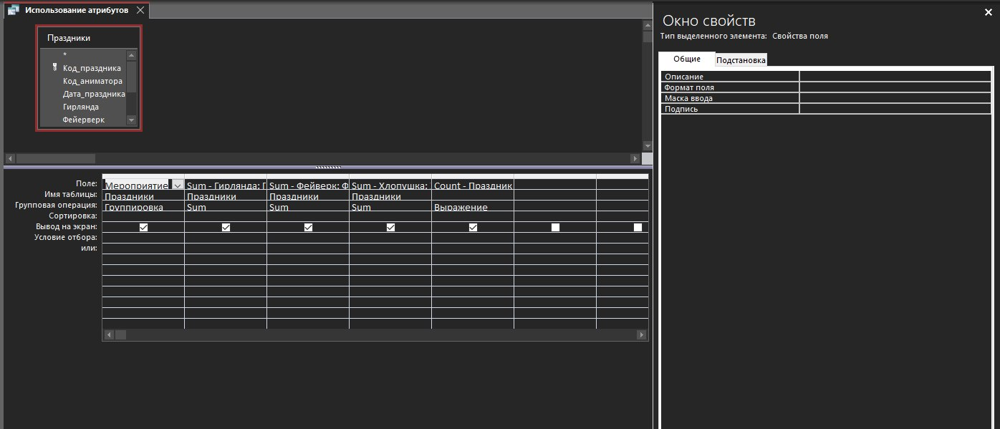 Использование атрибутов
Праздники
*
Код_праздника
Код_аниматора
Дата_праздника
Гирлянда
Фейерверк
Поле: Мероприятие Sum - Гирлянда: Г Sum - Фейверк: Ф Sum - Хлопушка: Count - Праздник
Имя таблицы: Праздники Праздники Праздники Праздники
Групповая операция: Группировка Sum Sum Sum Выражение
Сортировка:
Вывод на экран:
Условие отбора:
или:
Окно свойств
Тип выделенного элемента: Свойства поля
Общие Подстановка
Описание
Формат поля
Маска ввода
Подпись